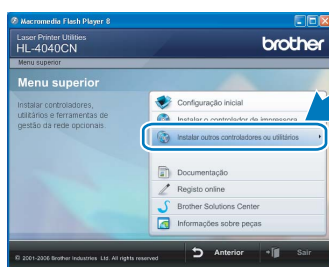 Macromedia Flash Player 8
Laser Printer Utilities
HL-4040CN
brother
Menu superior
Menu superior
Instalar controladores,
utilitários e ferramentas de
gestão da rede opcionais.
Configuração inicial
Instalar o controlador de impressora
Instalar outros controladores ou utilitários
Documentação
Registo online
Brother Solutions Center
Informações sobre peças
© 2001-2006 Brother Industries Ltd. All rights reserved
Anterior
Sair